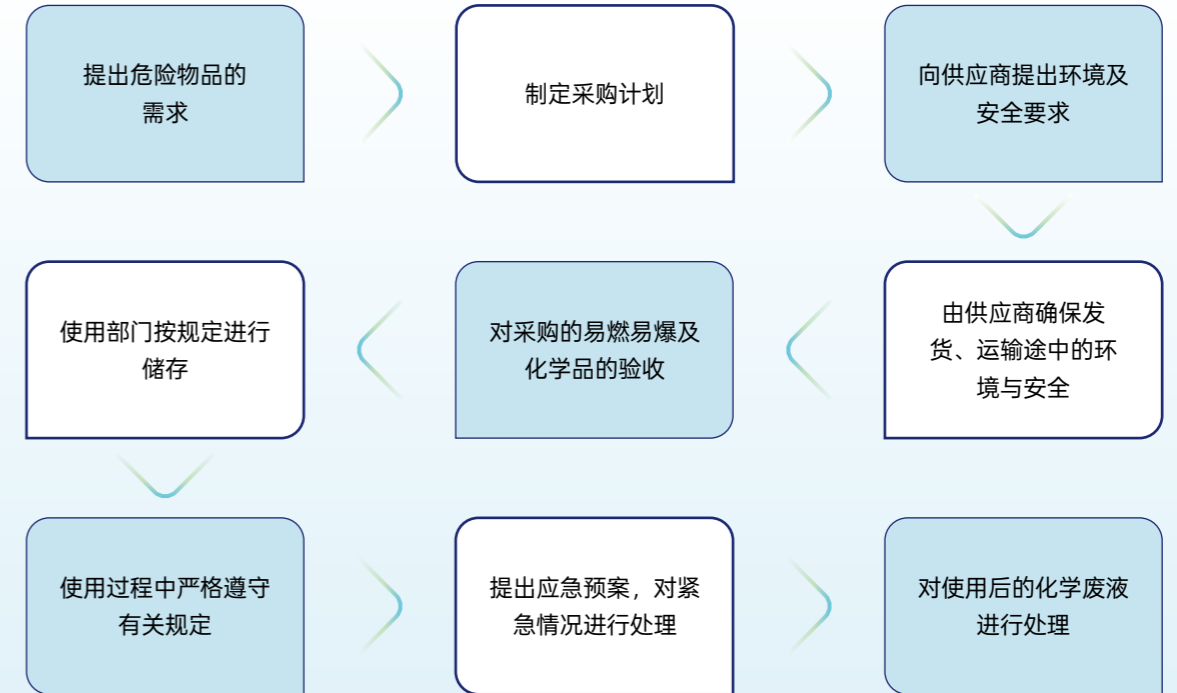 提出危险物品的
需求
制定采购计划
向供应商提出环境及
安全要求
由供应商确保发
货、运输途中的环
境与安全
对采购的易燃易爆及
化学品的验收
使用部门按规定进行
储存
使用过程中严格遵守
有关规定
提出应急预案，对紧
急情况进行处理
对使用后的化学废液
进行处理